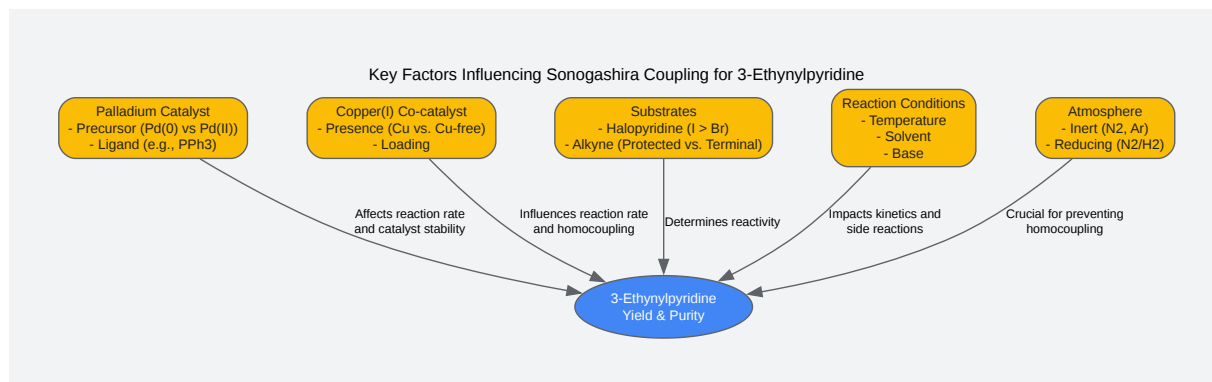 Key Factors Influencing Sonogashira Coupling for 3-Ethynylpyridine
Palladium Catalyst
- Precursor (Pd(0) vs Pd(II))
- Ligand (e.g., PPh3)
Copper(I) Co-catalyst
- Presence (Cu vs. Cu-free)
- Loading
Substrates
- Halopyridine (I > Br)
- Alkyne (Protected vs. Terminal)
Reaction Conditions
- Temperature
- Solvent
- Base
Atmosphere
- Inert (N2, Ar)
- Reducing (N2/H2)
Affects reaction rate
and catalyst stability
Influences reaction rate
and homocoupling
Determines reactivity
Impacts kinetics and
side reactions
Crucial for preventing
homocoupling
3-Ethynylpyridine
Yield & Purity